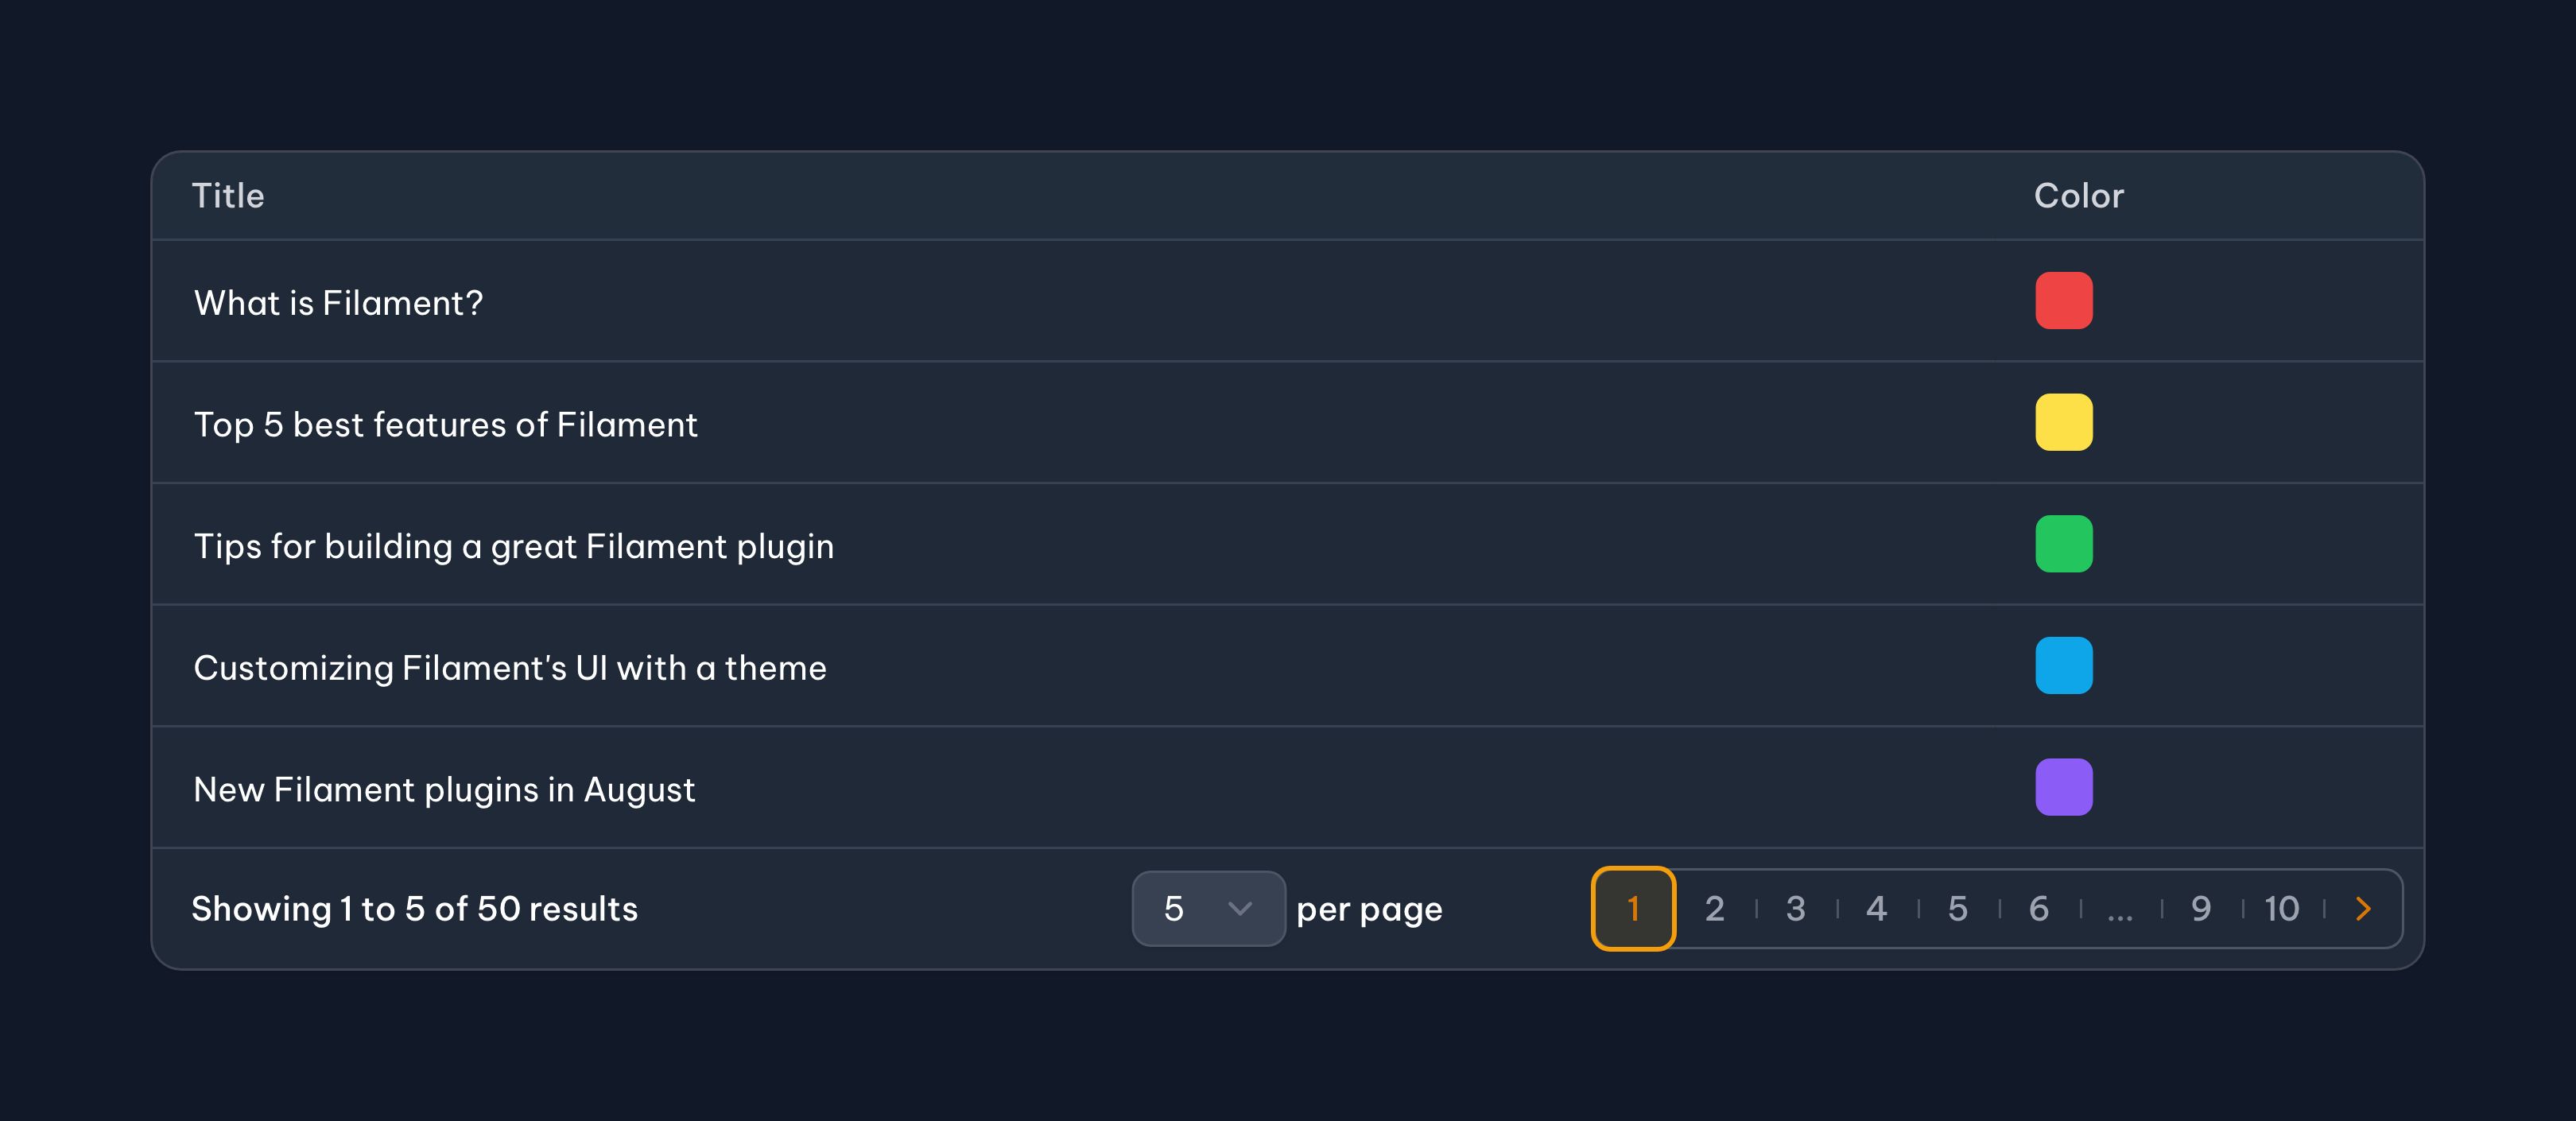 Title Color
What is Filament?
Top 5 best features of Filament
Tips for building a great Filament plugin
Customizing Filament's UI with a theme
New Filament plugins in August
Showing 1 to 5 of 50 results 5 per page 1 2 3 4 5 6 ... 9 10